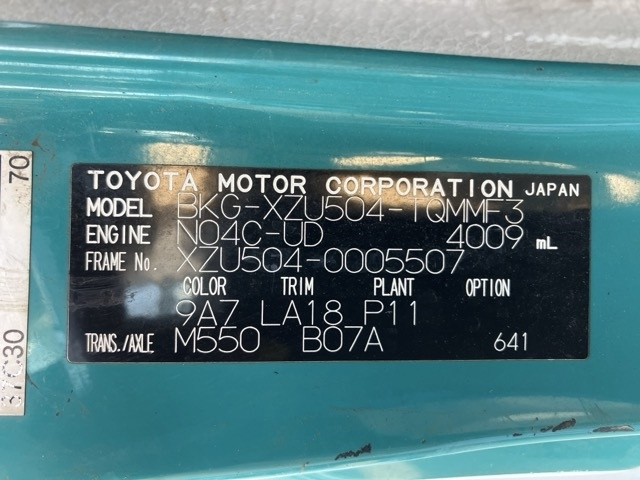 TOYOTA MOTOR CORPORATION JAPAN
MODEL BKG-XZU504-TQMMF3
ENGINE N04C-UD 4009 mL
FRAME No. XZU504-0005507
COLOR TRIM PLANT OPTION
9A7 LA18 P11
TRANS./AXLE M550 B07A 641
70